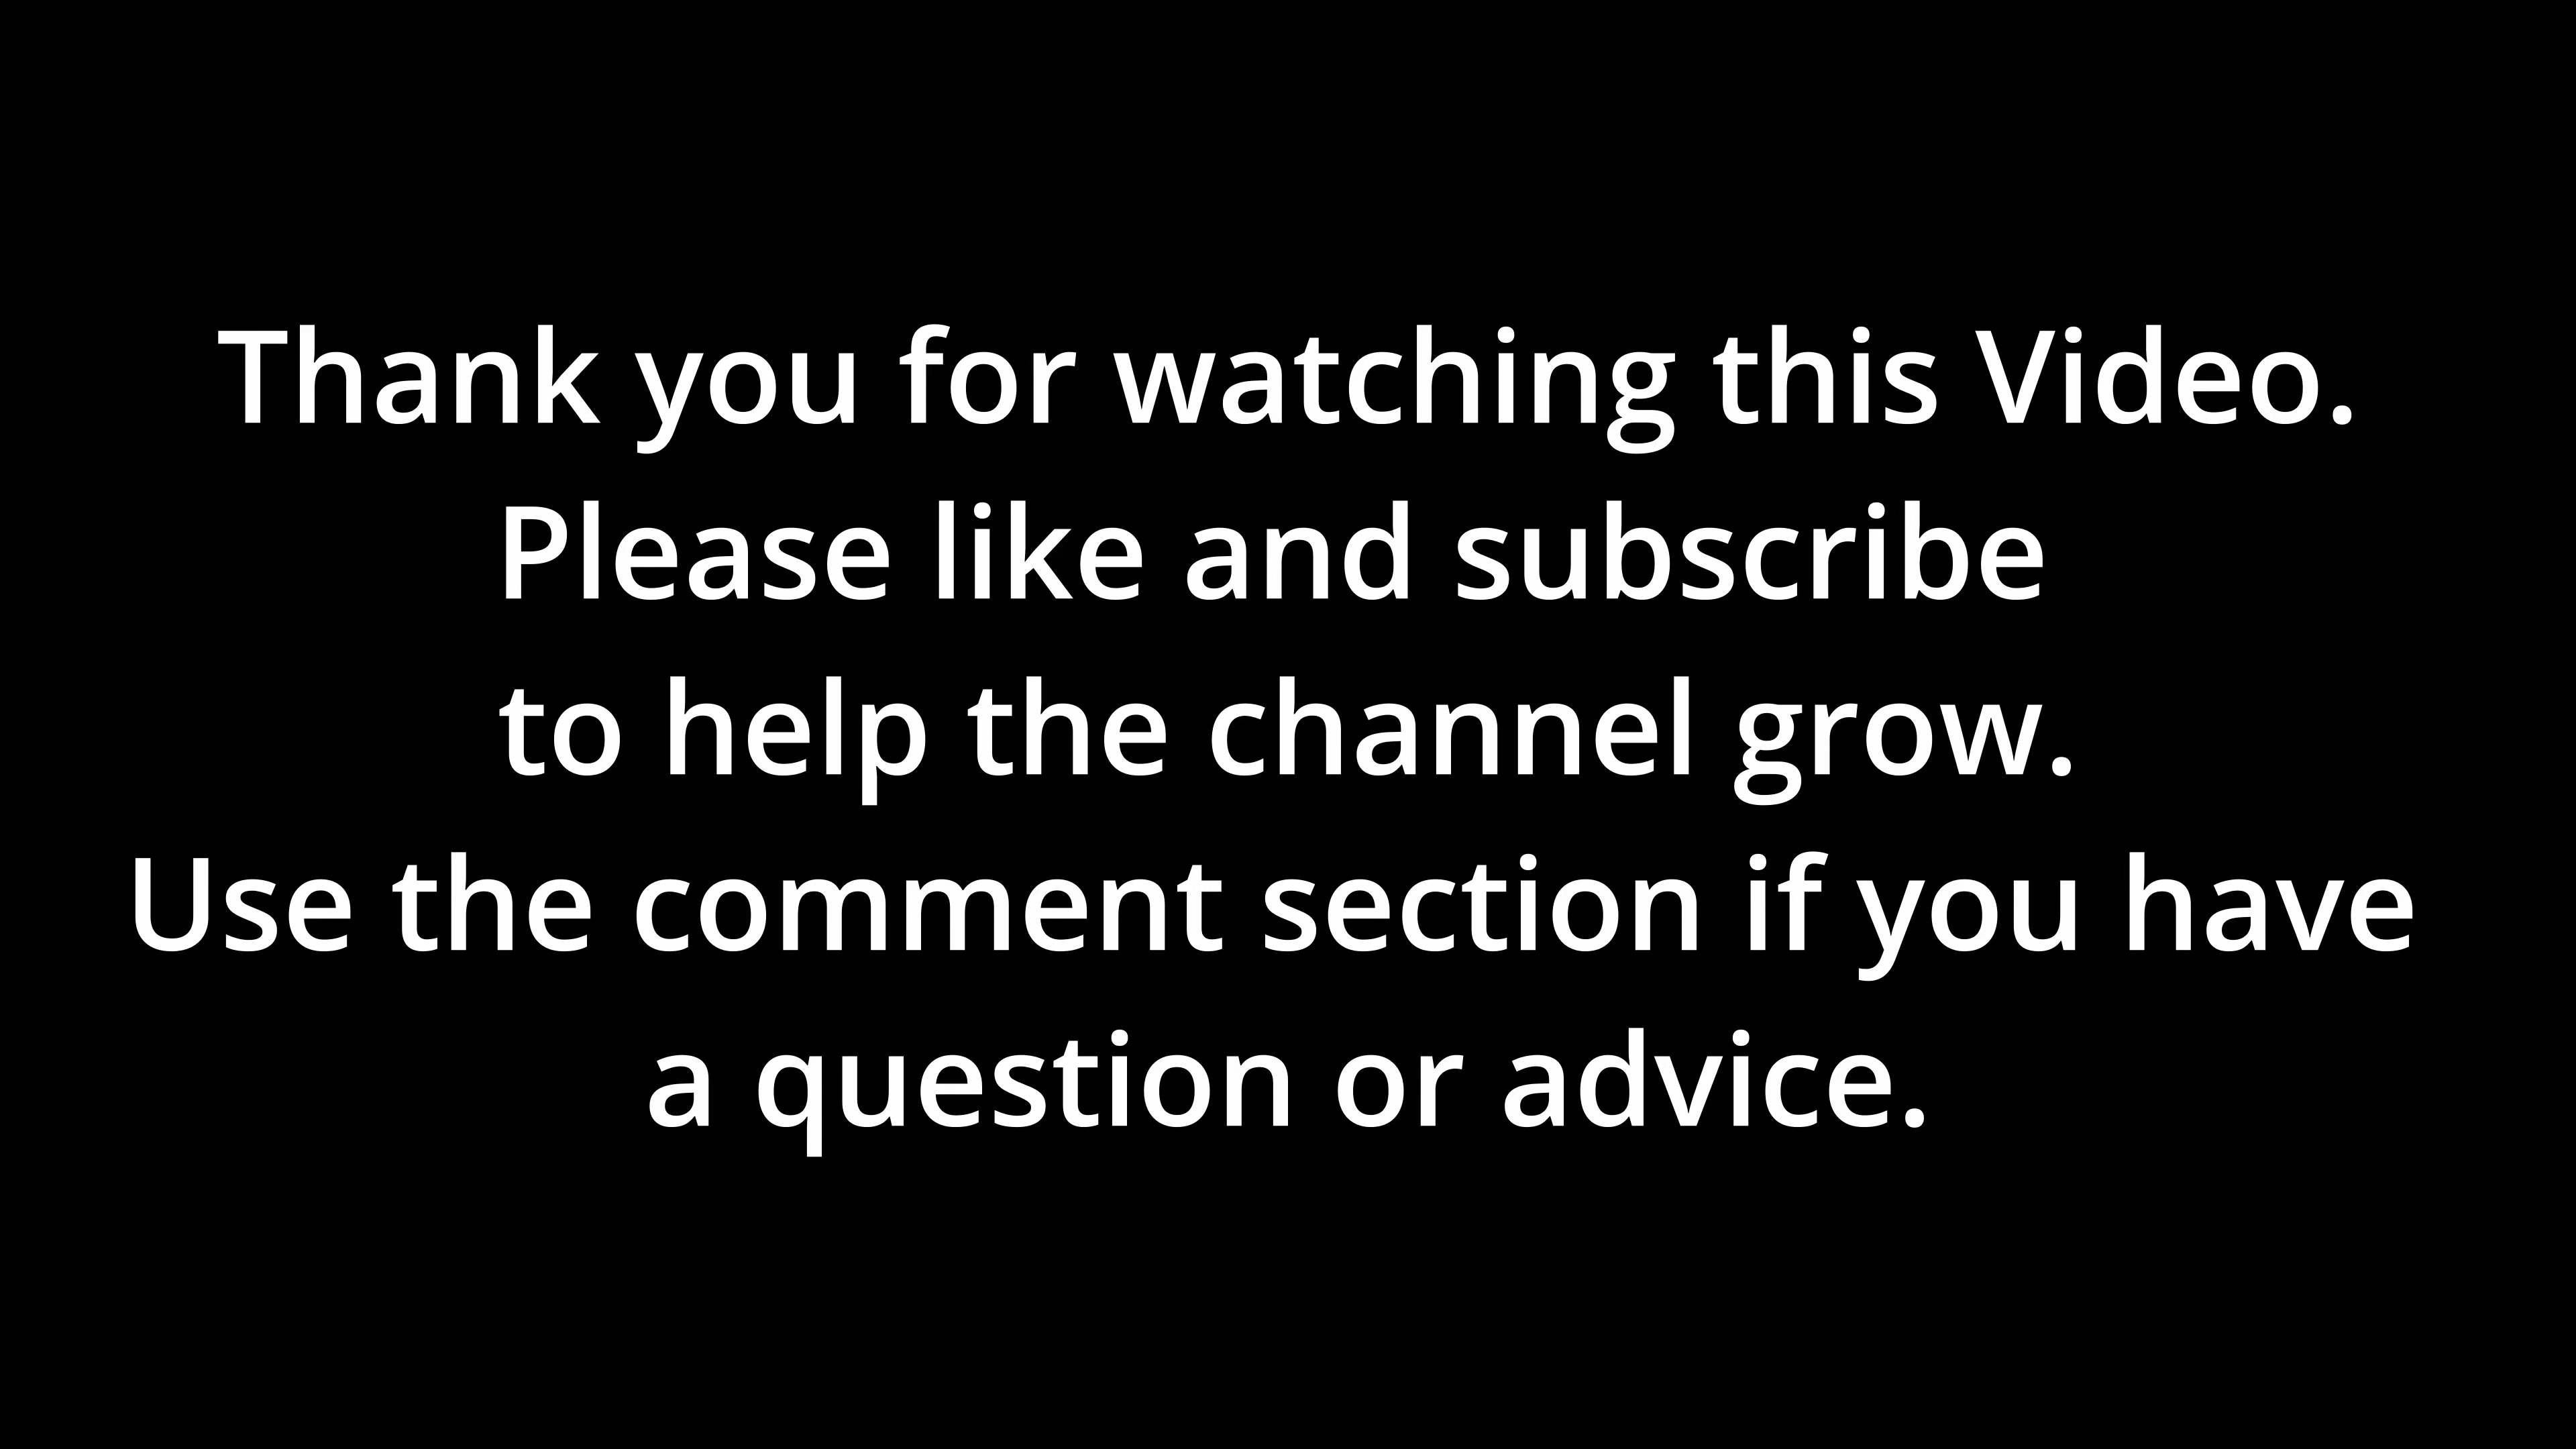 Thank you for watching this Video.
Please like and subscribe
to help the channel grow.
Use the comment section if you have
a question or advice.